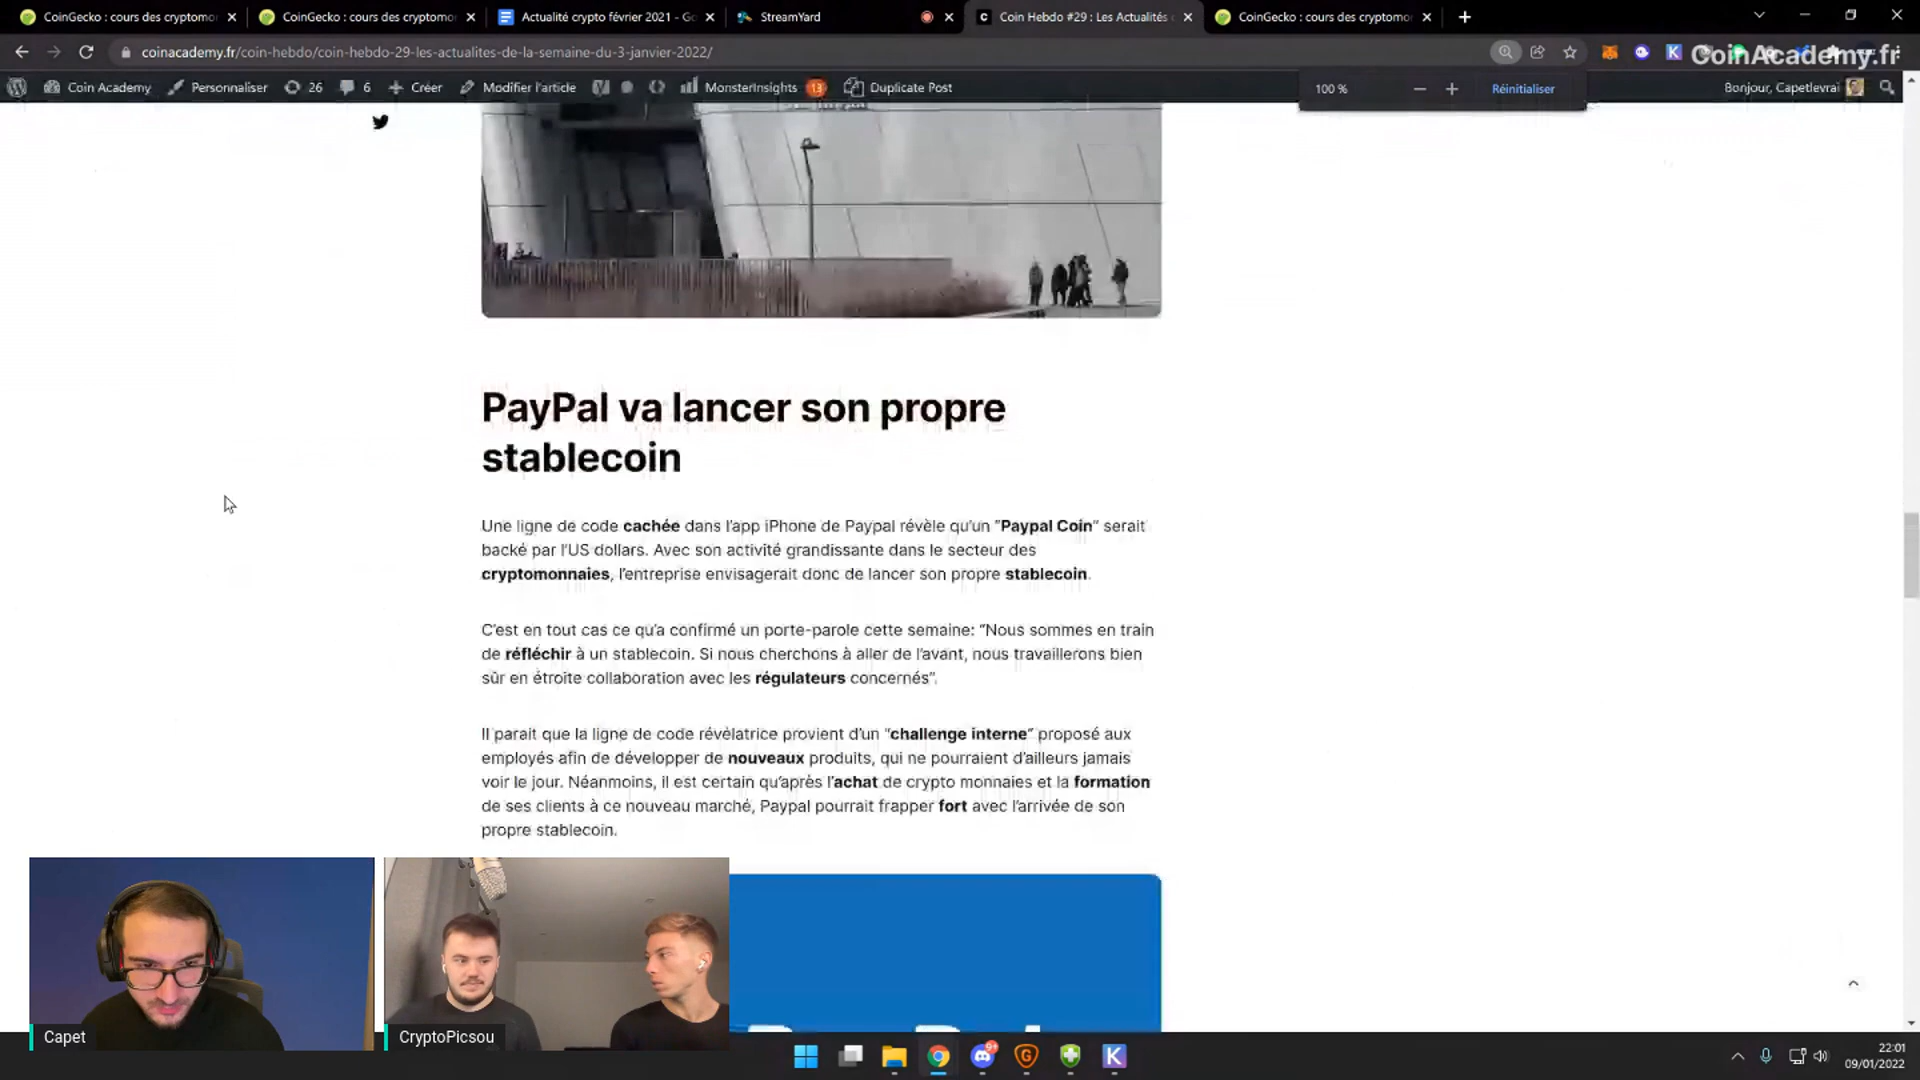 CoinGecko : cours des cryptomo
CoinGecko : cours des cryptomo
Actualité crypto février 2021 - Go
StreamYard
Coin Hebdo #29 : Les Actualités
CoinGecko : cours des cryptomo
coinacademy.fr/coin-hebdo/coin-hebdo-29-les-actualites-de-la-semaine-du-3-janvier-2022/
CoinAcademy.fr
Coin Academy
Personnaliser
26
6
Créer
Modifier l'article
MonsterInsights
13
Duplicate Post
100 %
Réinitialiser
Bonjour, Capetlevrai
PayPal va lancer son propre
stablecoin
Une ligne de code cachée dans l'app iPhone de Paypal révèle qu'un "Paypal Coin" serait
backé par l'US dollars. Avec son activité grandissante dans le secteur des
cryptomonnaies, l'entreprise envisagerait donc de lancer son propre stablecoin.
C'est en tout cas ce qu'a confirmé un porte-parole cette semaine: "Nous sommes en train
de réfléchir à un stablecoin. Si nous cherchons à aller de l'avant, nous travaillerons bien
sûr en étroite collaboration avec les régulateurs concernés".
Il parait que la ligne de code révélatrice provient d'un "challenge interne" proposé aux
employés afin de développer de nouveaux produits, qui ne pourraient d'ailleurs jamais
voir le jour. Néanmoins, il est certain qu'après l'achat de crypto monnaies et la formation
de ses clients à ce nouveau marché, Paypal pourrait frapper fort avec l'arrivée de son
propre stablecoin.
Capet
CryptoPicsou
22:01
09/01/2022